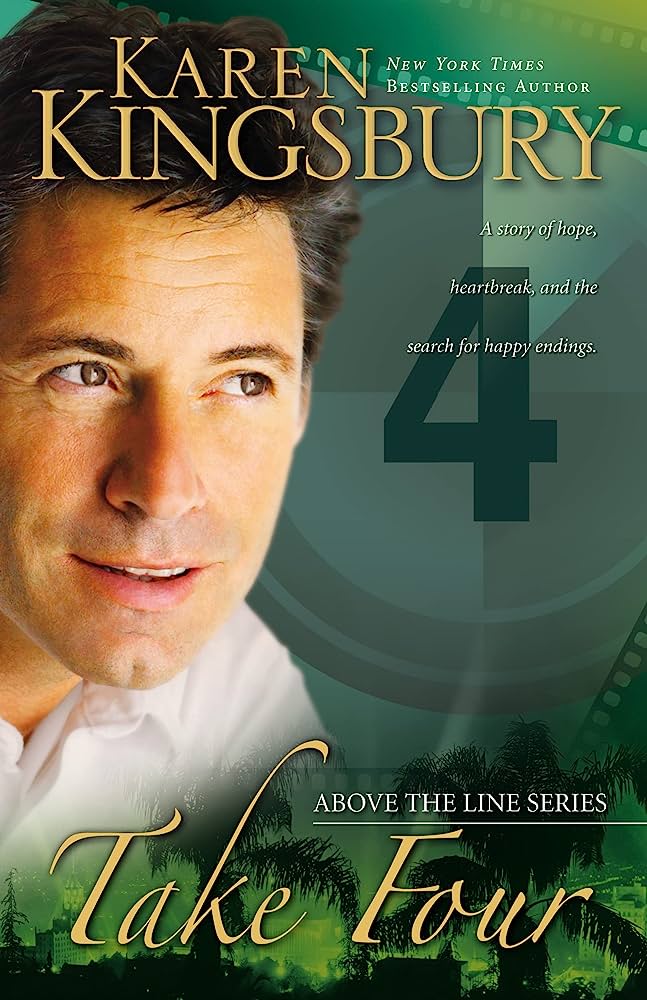 KAREN
KINGSBURY
NEW YORK TIMES
BESTSELLING AUTHOR
A story of hope,
heartbreak, and the
search for happy endings.
4
ABOVE THE LINE SERIES
Take Four